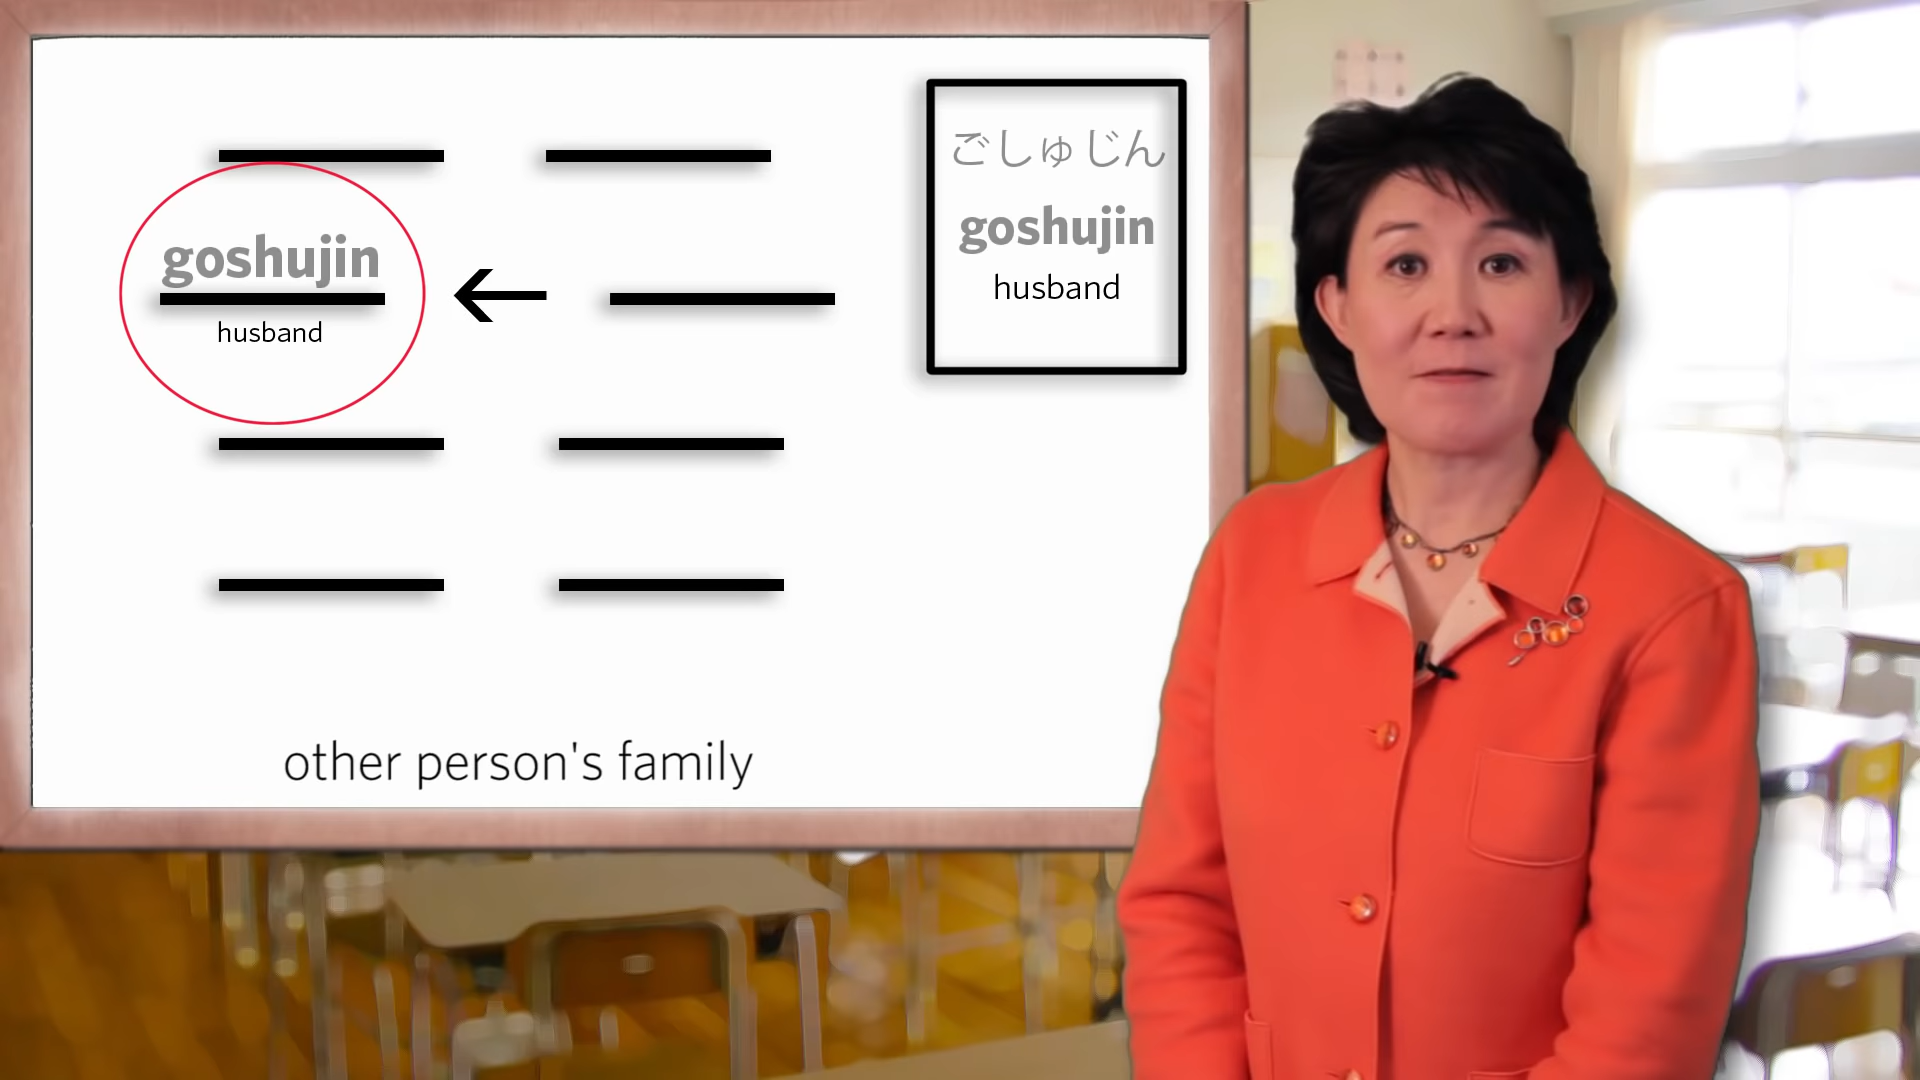 goshujin
husband
ごしゅじん
goshujin
husband
other person's family